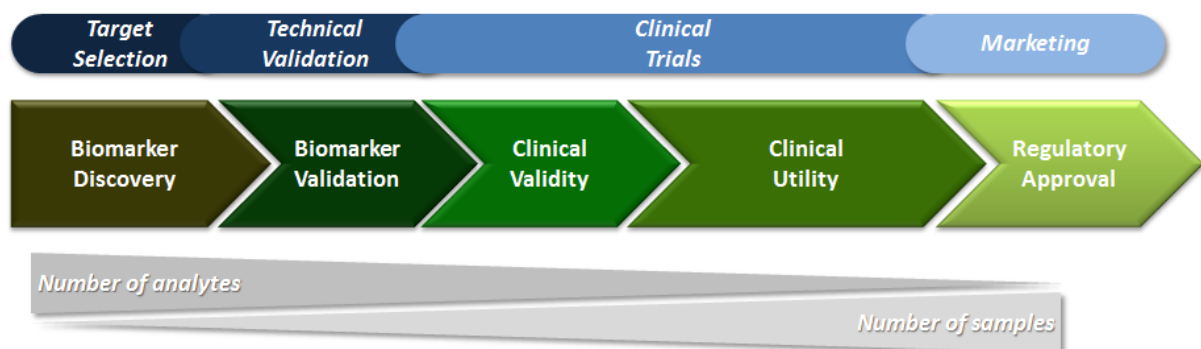 Target
Selection
Technical
Validation
Clinical
Trials
Marketing
Biomarker
Discovery
Biomarker
Validation
Clinical
Validity
Clinical
Utility
Regulatory
Approval
Number of analytes
Number of samples